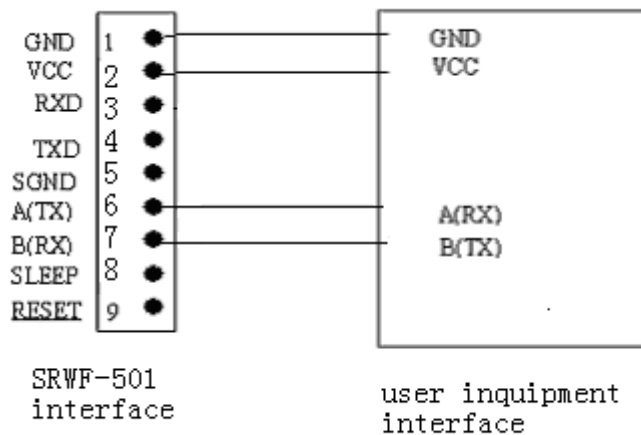 GND 1 GND
VCC 2 VCC
RXD 3
TXD 4
SGND 5
A(TX) 6 A(RX)
B(RX) 7 B(TX)
SLEEP 8
RESET 9
SRWF-501
interface
user inquipment
interface